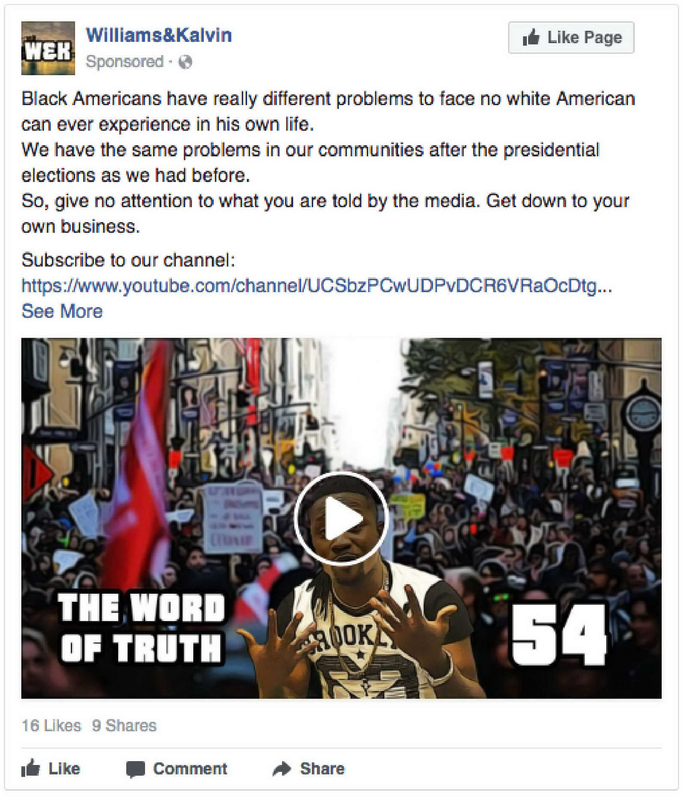 W&K
Williams&Kalvin
Sponsored ·
Like Page
Black Americans have really different problems to face no white American
can ever experience in his own life.
We have the same problems in our communities after the presidential
elections as we had before.
So, give no attention to what you are told by the media. Get down to your
own business.
Subscribe to our channel:
https://www.youtube.com/channel/UCSbzPCwUDPvDCR6VRaOcDtg...
See More
THE WORD
OF TRUTH
54
16 Likes 9 Shares
Like Comment Share